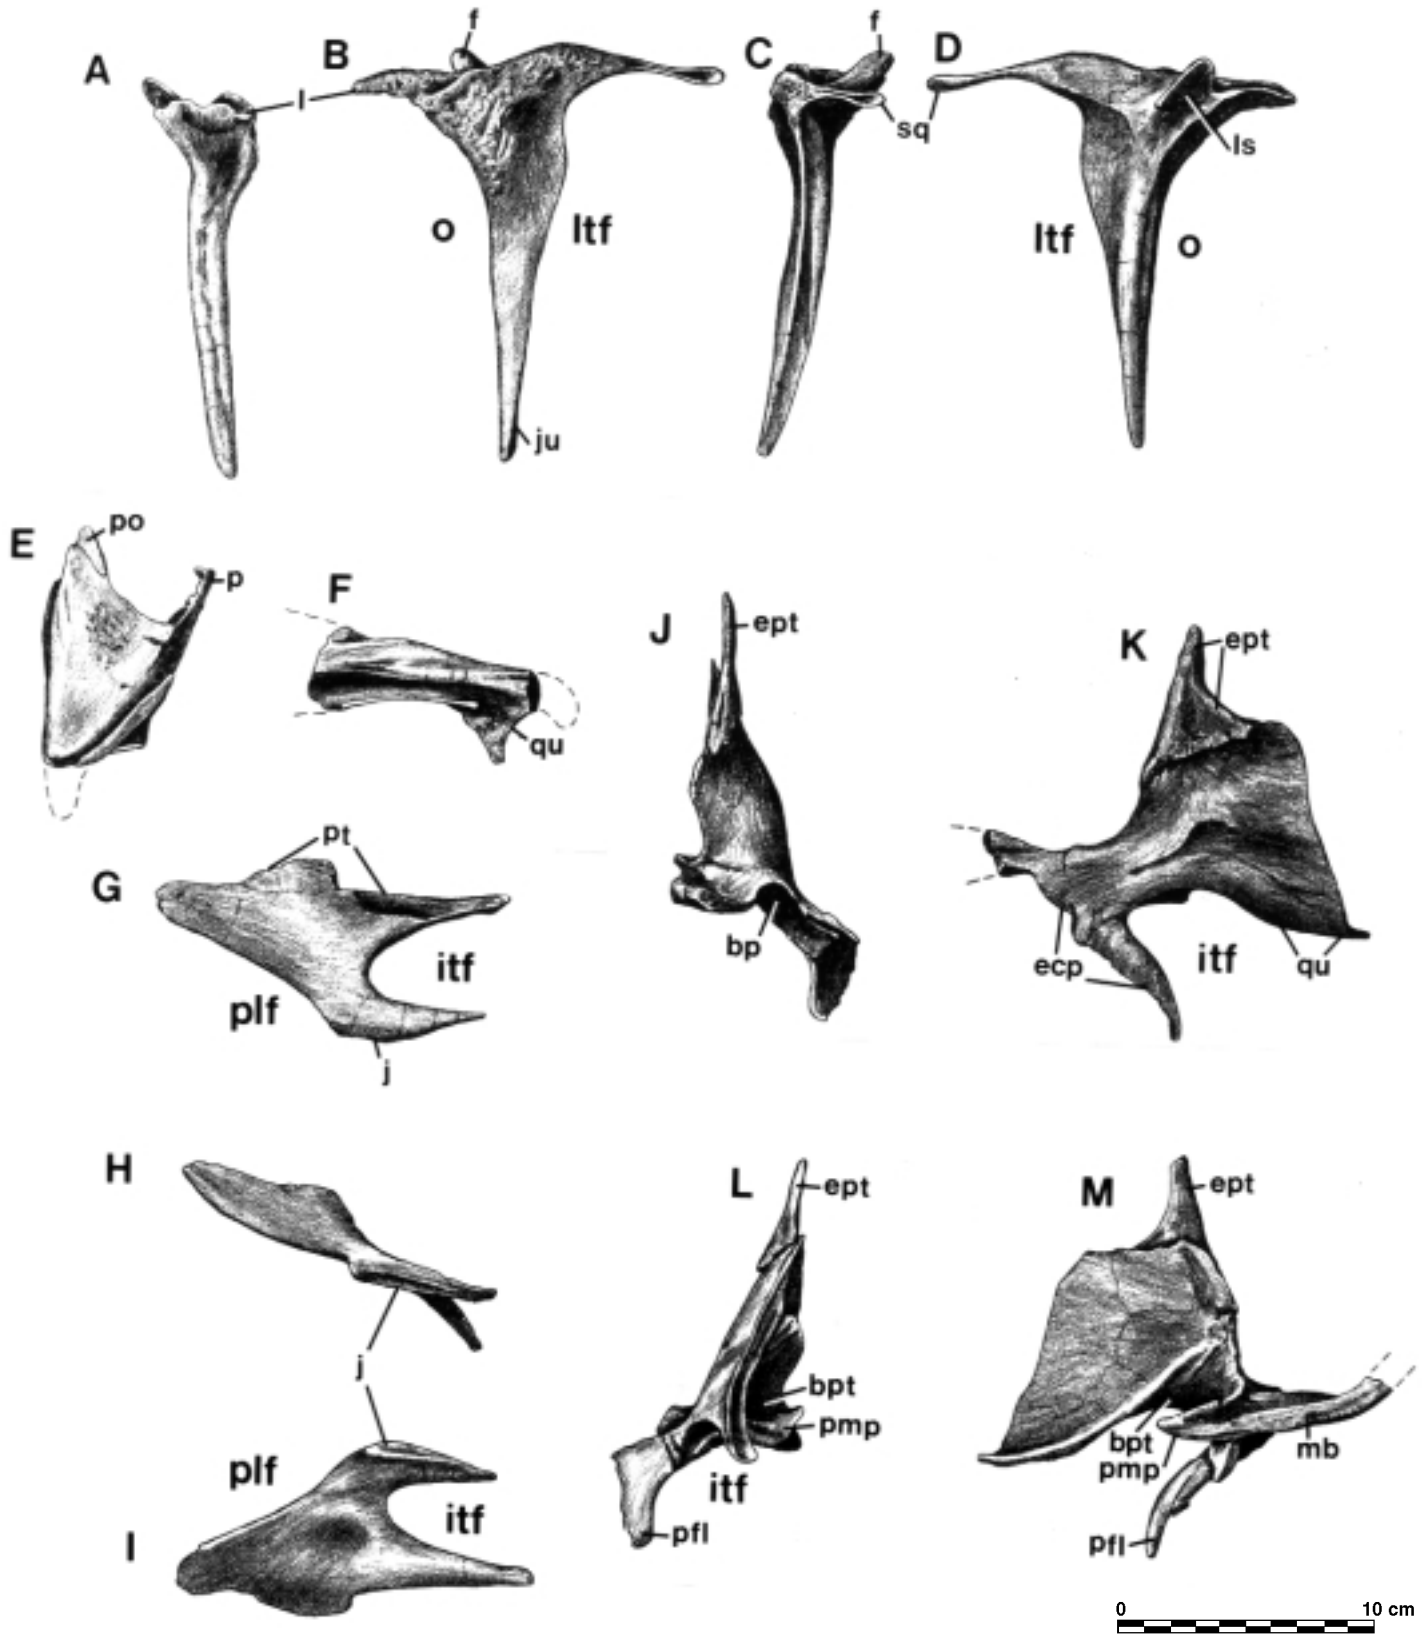 A
B
f
l
C
f
D
sq
ls
o
ltf
ltf
o
ju
E
po
p
F
qu
J
ept
K
ept
G
pt
plf
itf
j
bp
ecp
itf
qu
H
j
plf
itf
I
L
ept
bpt
pmp
itf
pfl
M
ept
bpt
pmp
mb
pfl
0 10 cm